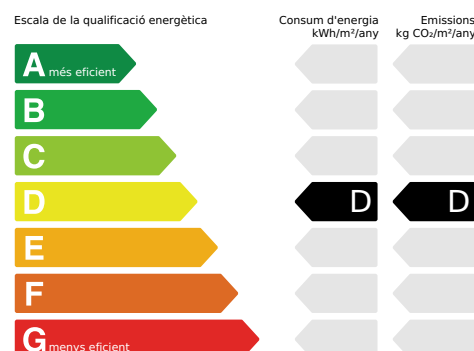 Escala de la qualificació energètica
Consum d'energia
kWh/m²/any
Emissions
kg CO₂/m²/any
A més eficient
B
C
D D D
E
F
G menys eficient